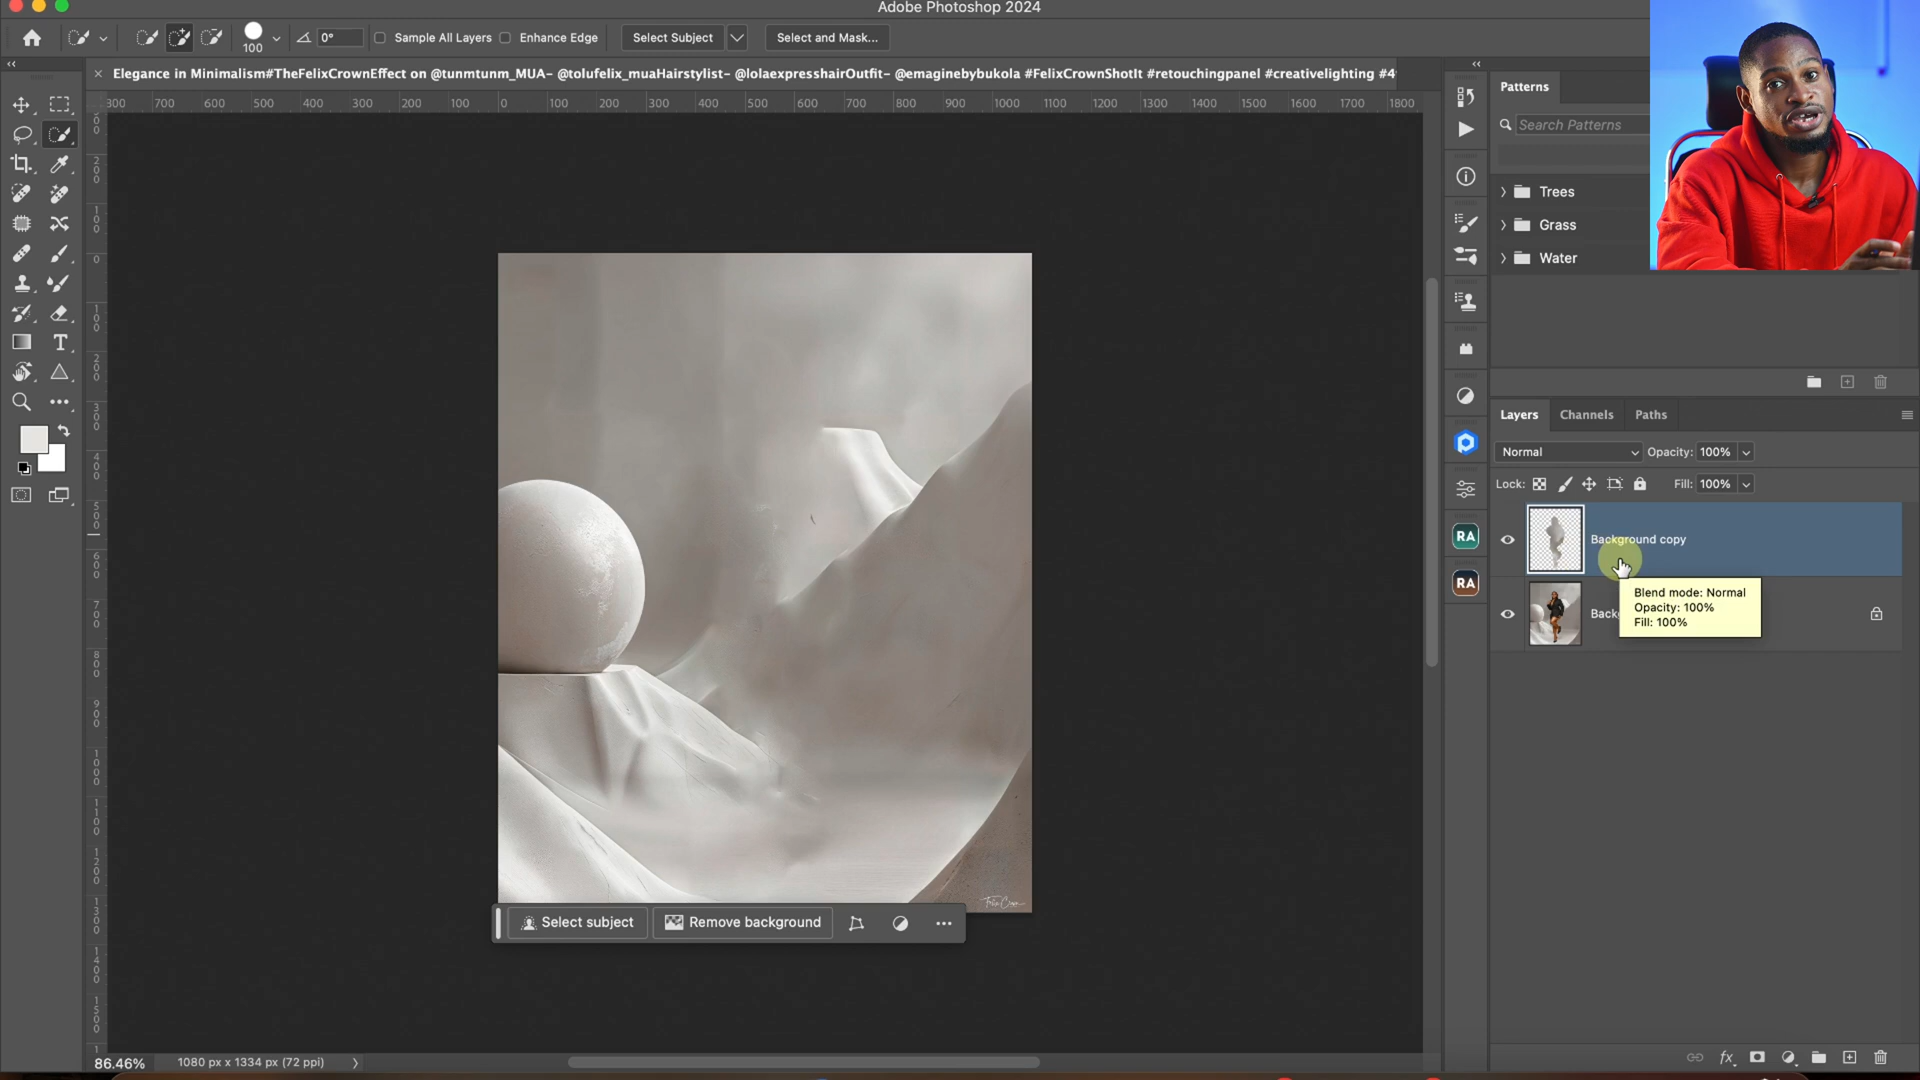 Adobe Photoshop 2024
100
0°
Sample All Layers
Enhance Edge
Select Subject
Select and Mask...
Elegance in Minimalism#TheFelixCrownEffect on @tunmtunm_MUA- @tolufelix_muaHairstylist- @lolaexpresshairOutfit- @emaginebybukola #FelixCrownShotIt #retouchingpanel #creativelighting #4
300 700 600 500 400 300 200 100 0 100 200 300 400 500 600 700 800 900 1000 1100 1200 1300 1400 1500 1600 1700 1800
Patterns
Search Patterns
Trees
Grass
Water
Layers
Channels
Paths
Normal
Opacity: 100%
Lock:
Fill: 100%
Background copy
Back
Blend mode: Normal
Opacity: 100%
Fill: 100%
RA
RA
Select subject
Remove background
86.46%
1080 px x 1334 px (72 ppi)
fx